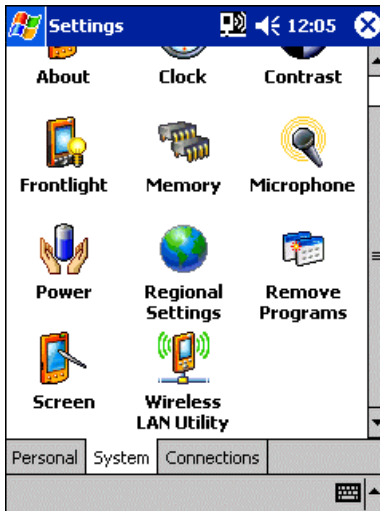 Settings 12:05
About Clock Contrast
Frontlight Memory Microphone
Power Regional Remove
Settings Programs
Screen Wireless
LAN Utility
Personal System Connections